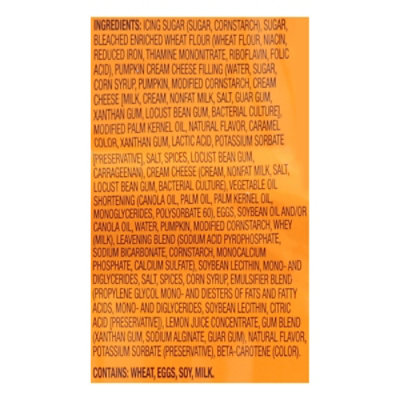 INGREDIENTS: ICING SUGAR (SUGAR, CORNSTARCH), SUGAR,
BLEACHED ENRICHED WHEAT FLOUR (WHEAT FLOUR, NIACIN,
REDUCED IRON, THIAMINE MONONITRATE, RIBOFLAVIN, FOLIC
ACID), PUMPKIN CREAM CHEESE FILLING (WATER, SUGAR,
CORN SYRUP, PUMPKIN, MODIFIED CORNSTARCH, CREAM
CHEESE [MILK, CREAM, NONFAT MILK, SALT, GUAR GUM,
XANTHAN GUM, LOCUST BEAN GUM, BACTERIAL CULTURE],
MODIFIED PALM KERNEL OIL, NATURAL FLAVOR, CARAMEL
COLOR, XANTHAN GUM, LACTIC ACID, POTASSIUM SORBATE
[PRESERVATIVE], SALT, SPICES, LOCUST BEAN GUM,
CARRAGEENAN), CREAM CHEESE (CREAM, NONFAT MILK, SALT,
LOCUST BEAN GUM, BACTERIAL CULTURE), VEGETABLE OIL
SHORTENING (CANOLA OIL, PALM OIL, PALM KERNEL OIL,
MONOGLYCERIDES, POLYSORBATE 60), EGGS, SOYBEAN OIL AND/OR
CANOLA OIL, WATER, PUMPKIN, MODIFIED CORNSTARCH, WHEY
(MILK), LEAVENING BLEND (SODIUM ACID PYROPHOSPHATE,
SODIUM BICARBONATE, CORNSTARCH, MONOCALCIUM
PHOSPHATE, CALCIUM SULFATE), SOYBEAN LECITHIN, MONO- AND
DIGLYCERIDES, SALT, SPICES, CORN SYRUP, EMULSIFIER BLEND
(PROPYLENE GLYCOL MONO- AND DIESTERS OF FATS AND FATTY
ACIDS, MONO- AND DIGLYCERIDES, SOYBEAN LECITHIN, CITRIC
ACID [PRESERVATIVE]), LEMON JUICE CONCENTRATE, GUM BLEND
(XANTHAN GUM, SODIUM ALGINATE, GUAR GUM), NATURAL FLAVOR,
POTASSIUM SORBATE (PRESERVATIVE), BETA-CAROTENE (COLOR).
CONTAINS: WHEAT, EGGS, SOY, MILK.